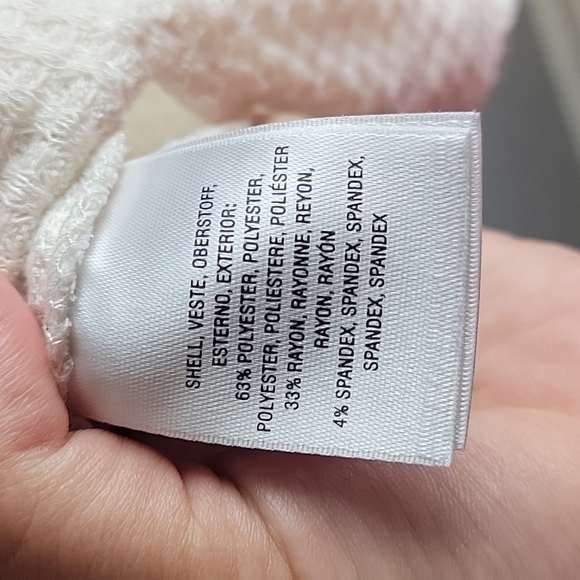 SHELL, VESTE, OBERSTOFF,
ESTERNO, EXTERIOR:
63% POLYESTER, POLYESTER,
POLYESTER, POLIESTERE, POLIÉSTER
33% RAYON, RAYONNE, REYON,
RAYON, RAYÓN
4% SPANDEX, SPANDEX, SPANDEX,
SPANDEX, SPANDEX